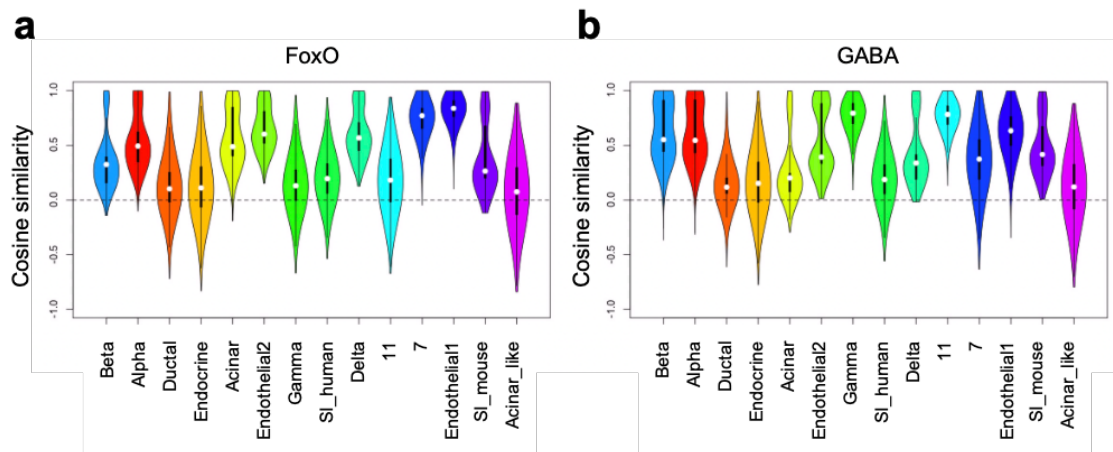 a
FoxO
Cosine similarity
1.0
0.5
0.0
-0.5
-1.0
Beta
Alpha
Ductal
Endocrine
Acinar
Endothelial2
Gamma
SI_human
Delta
11
7
Endothelial1
SI_mouse
Acinar_like
b
GABA
Cosine similarity
1.0
0.5
0.0
-0.5
-1.0
Beta
Alpha
Ductal
Endocrine
Acinar
Endothelial2
Gamma
SI_human
Delta
11
7
Endothelial1
SI_mouse
Acinar_like